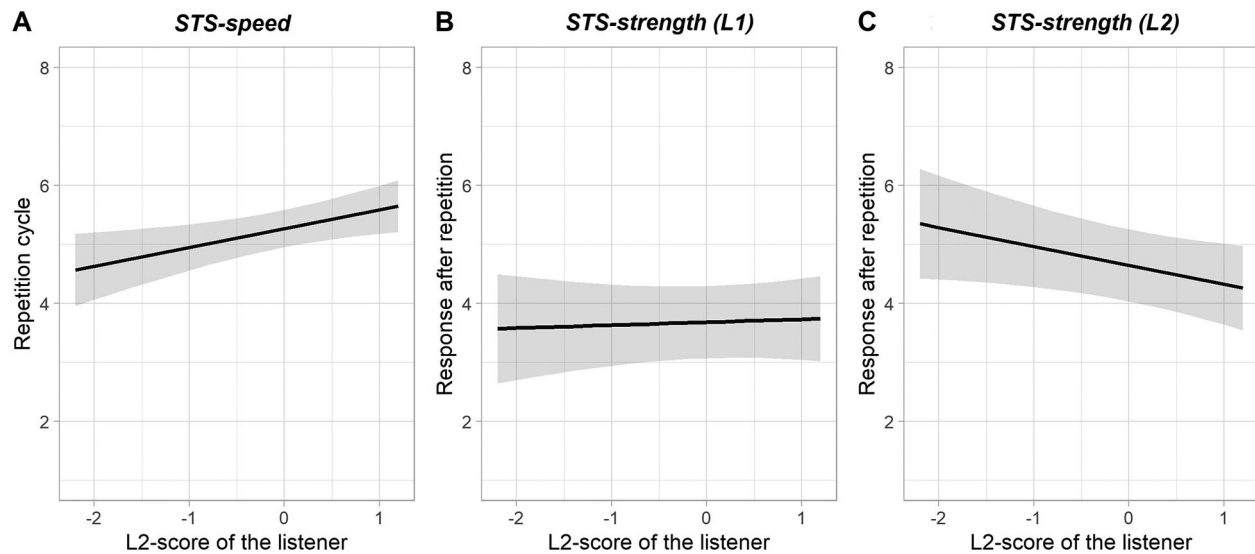 A STS-speed
8
6
4
2
Repetition cycle
-2 -1 0 1
L2-score of the listener
B STS-strength (L1)
8
6
4
2
Response after repetition
-2 -1 0 1
L2-score of the listener
C STS-strength (L2)
8
6
4
2
Response after repetition
-2 -1 0 1
L2-score of the listener